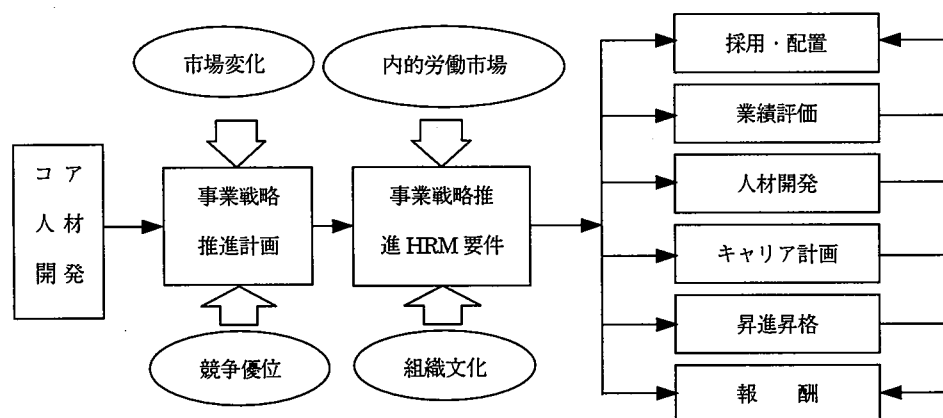 市場変化
内的労働市場
コア
人材
開発
事業戦略
推進計画
事業戦略推
進HRM要件
競争優位
組織文化
採用・配置
業績評価
人材開発
キャリア計画
昇進昇格
報　酬